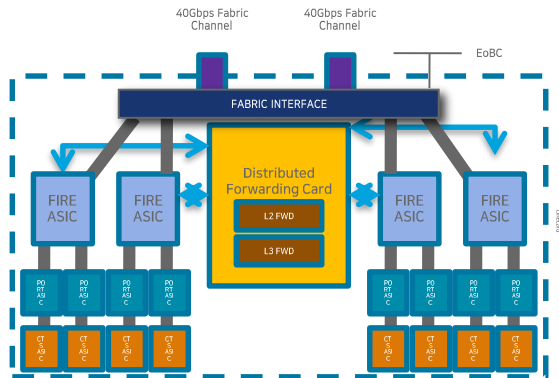 40Gbps Fabric
Channel
40Gbps Fabric
Channel
EoBC
FABRIC INTERFACE
Distributed
Forwarding Card
FIRE
ASIC
FIRE
ASIC
FIRE
ASIC
FIRE
ASIC
L2 FWD
L3 FWD
PO
RT
ASI
C
PO
RT
ASI
C
PO
RT
ASI
C
PO
RT
ASI
C
PO
RT
ASI
C
PO
RT
ASI
C
PO
RT
ASI
C
PO
RT
ASI
C
CT
S
ASI
C
CT
S
ASI
C
CT
S
ASI
C
CT
S
ASI
C
CT
S
ASI
C
CT
S
ASI
C
CT
S
ASI
C
CT
S
ASI
C